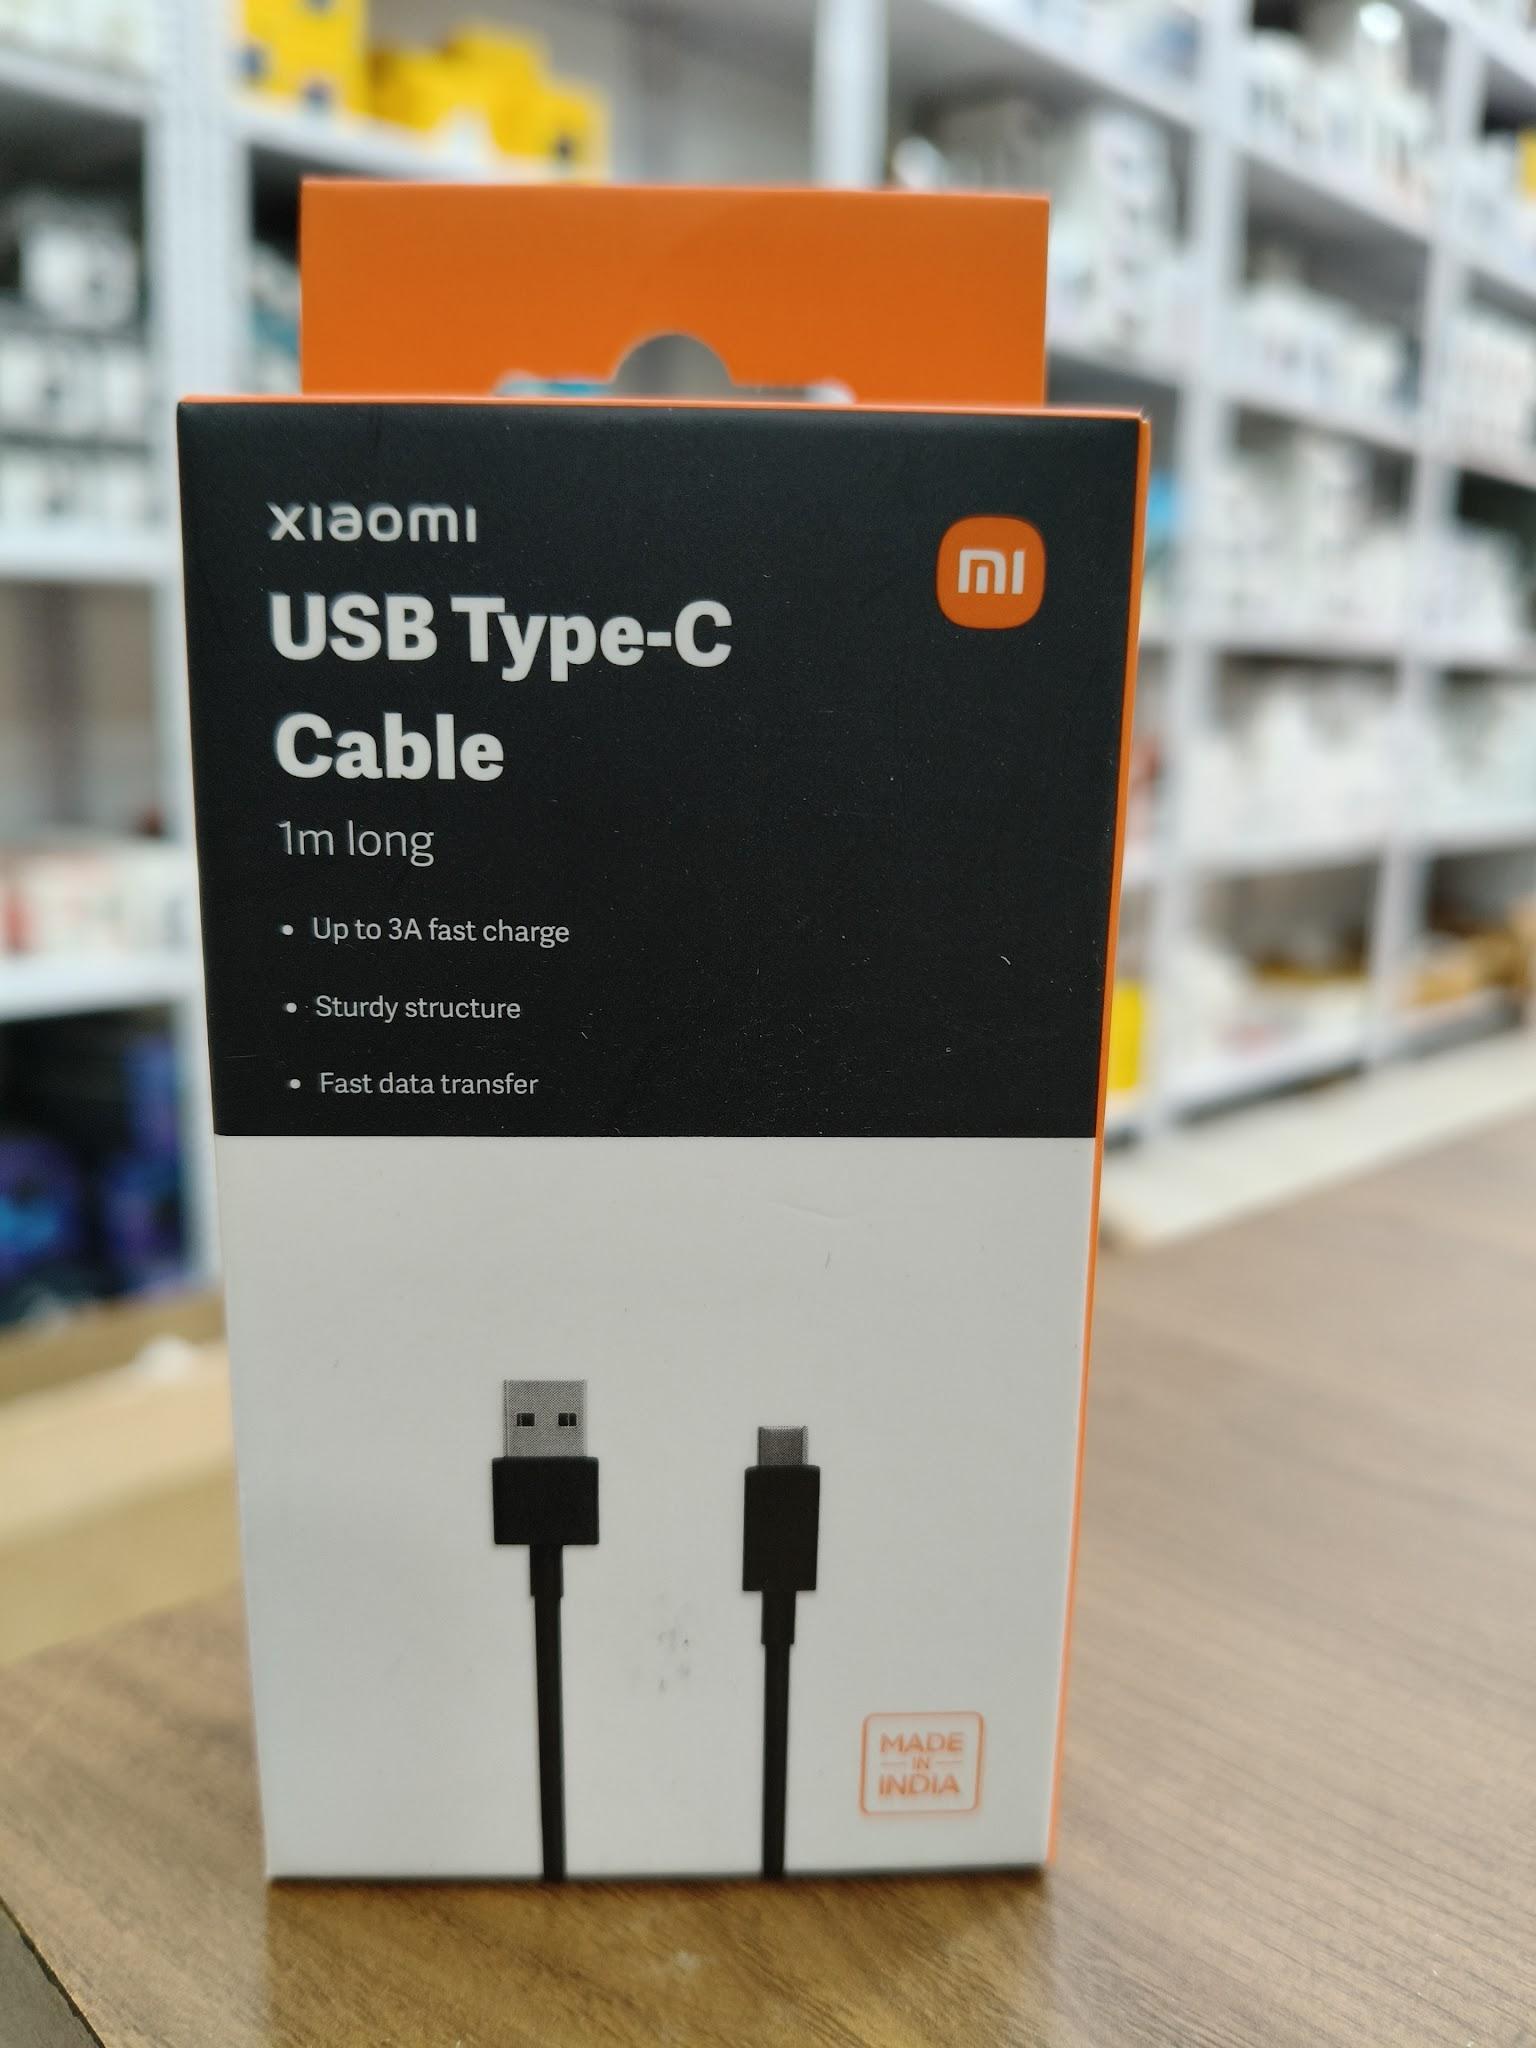 xiaomi
mi
USB Type-C
Cable
1m long
• Up to 3A fast charge
• Sturdy structure
• Fast data transfer
MADE
IN
INDIA